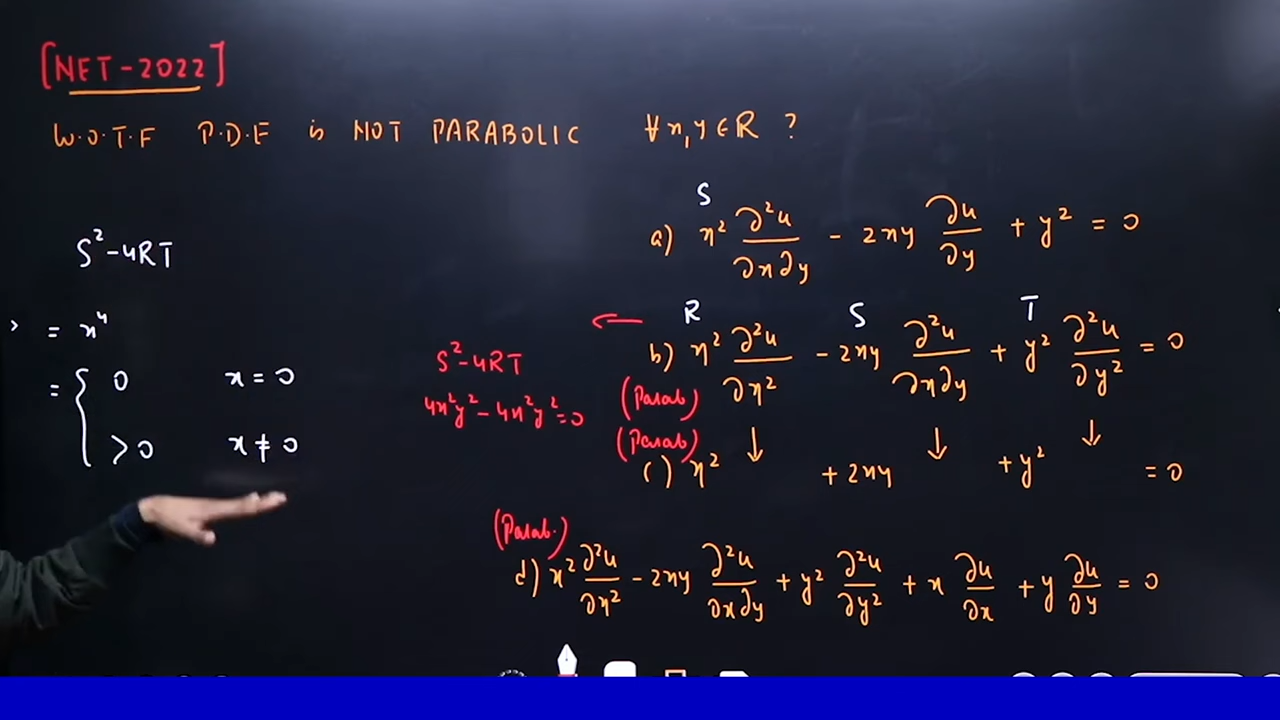 [NET-2022]
W.O.T.F P.D.E is NOT PARABOLIC ∀ x, y ∈ ℝ ?
S
a) x² ∂²u/∂x∂y - 2xy ∂u/∂y + y² = 0
S²-4RT
= x⁴
= { 0 x = 0
>0 x ≠ 0
R S T
b) x² ∂²u/∂x² - 2xy ∂²u/∂x∂y + y² ∂²u/∂y² = 0
←
S²-4RT
4x²y² - 4x²y² = 0
(Parab)
(Parab)
↓ ↓ ↓
(c) x² + 2xy + y² = 0
(Parab.)
d) x² ∂²u/∂x² - 2xy ∂²u/∂x∂y + y² ∂²u/∂y² + x ∂u/∂x + y ∂u/∂y = 0